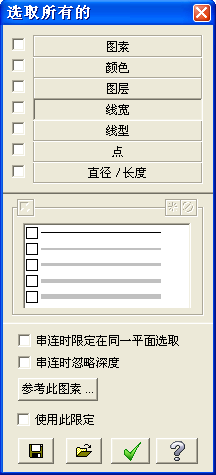 选取所有的
图素
颜色
图层
线宽
线型
点
直径/长度
串连时限定在同一平面选取
串连时忽略深度
参考此图素 ...
使用此限定
?